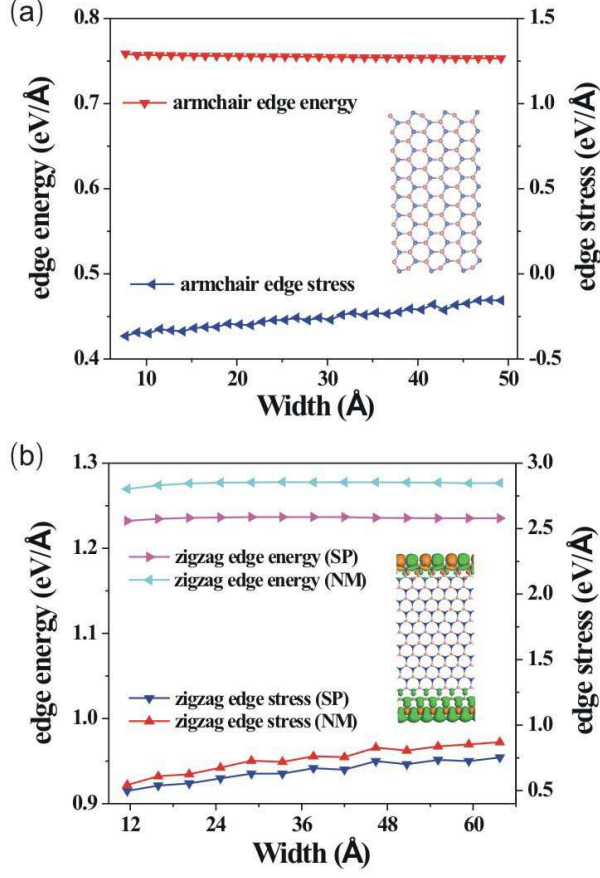 (a)
0.8
0.7
0.6
0.5
0.4
edge energy (eV/Å)
1.5
1.0
0.5
0.0
-0.5
edge stress (eV/Å)
armchair edge energy
armchair edge stress
10 20 30 40 50
Width (Å)
(b)
1.3
1.2
1.1
1.0
0.9
edge energy (eV/Å)
3.0
2.5
2.0
1.5
1.0
0.5
edge stress (eV/Å)
zigzag edge energy (SP)
zigzag edge energy (NM)
zigzag edge stress (SP)
zigzag edge stress (NM)
12 24 36 48 60
Width (Å)